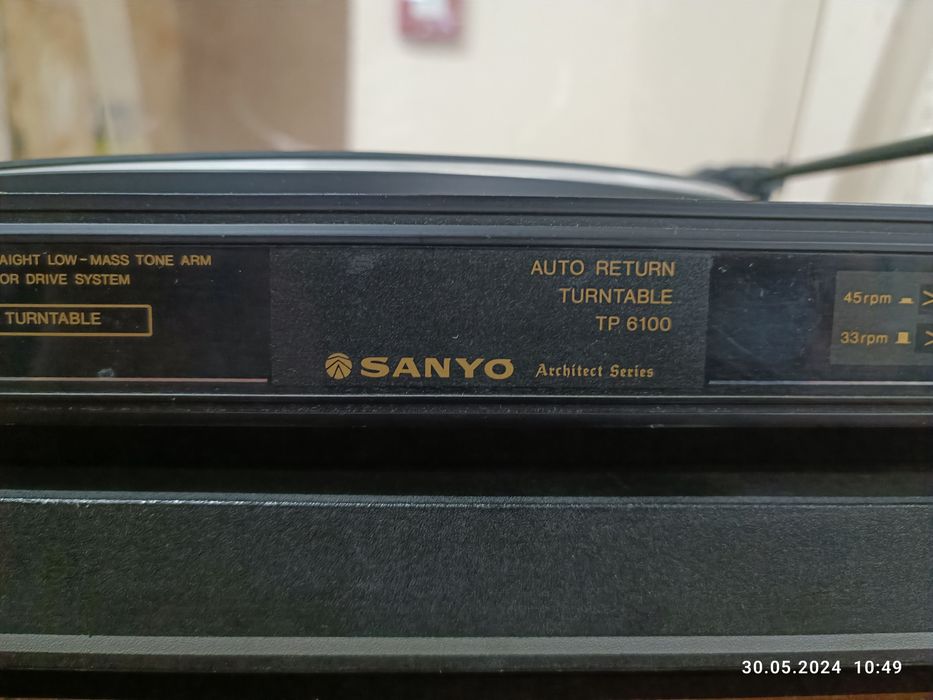 AIGHT LOW-MASS TONE ARM
OR DRIVE SYSTEM
TURNTABLE
AUTO RETURN
TURNTABLE
TP 6100
SANYO Architect Series
45rpm
33rpm
30.05.2024 10:49